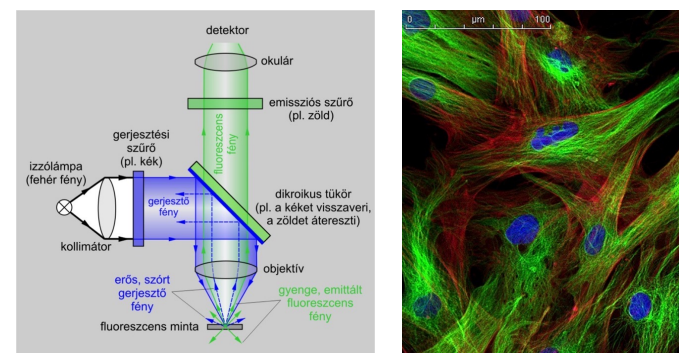 detektor
okulár
emissziós szűrő
(pl. zöld)
gerjesztési
szűrő
(pl. kék)
fluoreszcens
fény
izzólámpa
(fehér fény)
gerjesztő
fény
dikroikus tükör
(pl. a kéket visszaveri,
a zöldet átereszti)
kollimátor
objektív
erős, szórt
gerjesztő
fény
gyenge, emittált
fluoreszcens
fény
fluoreszcens minta
0 µm 100